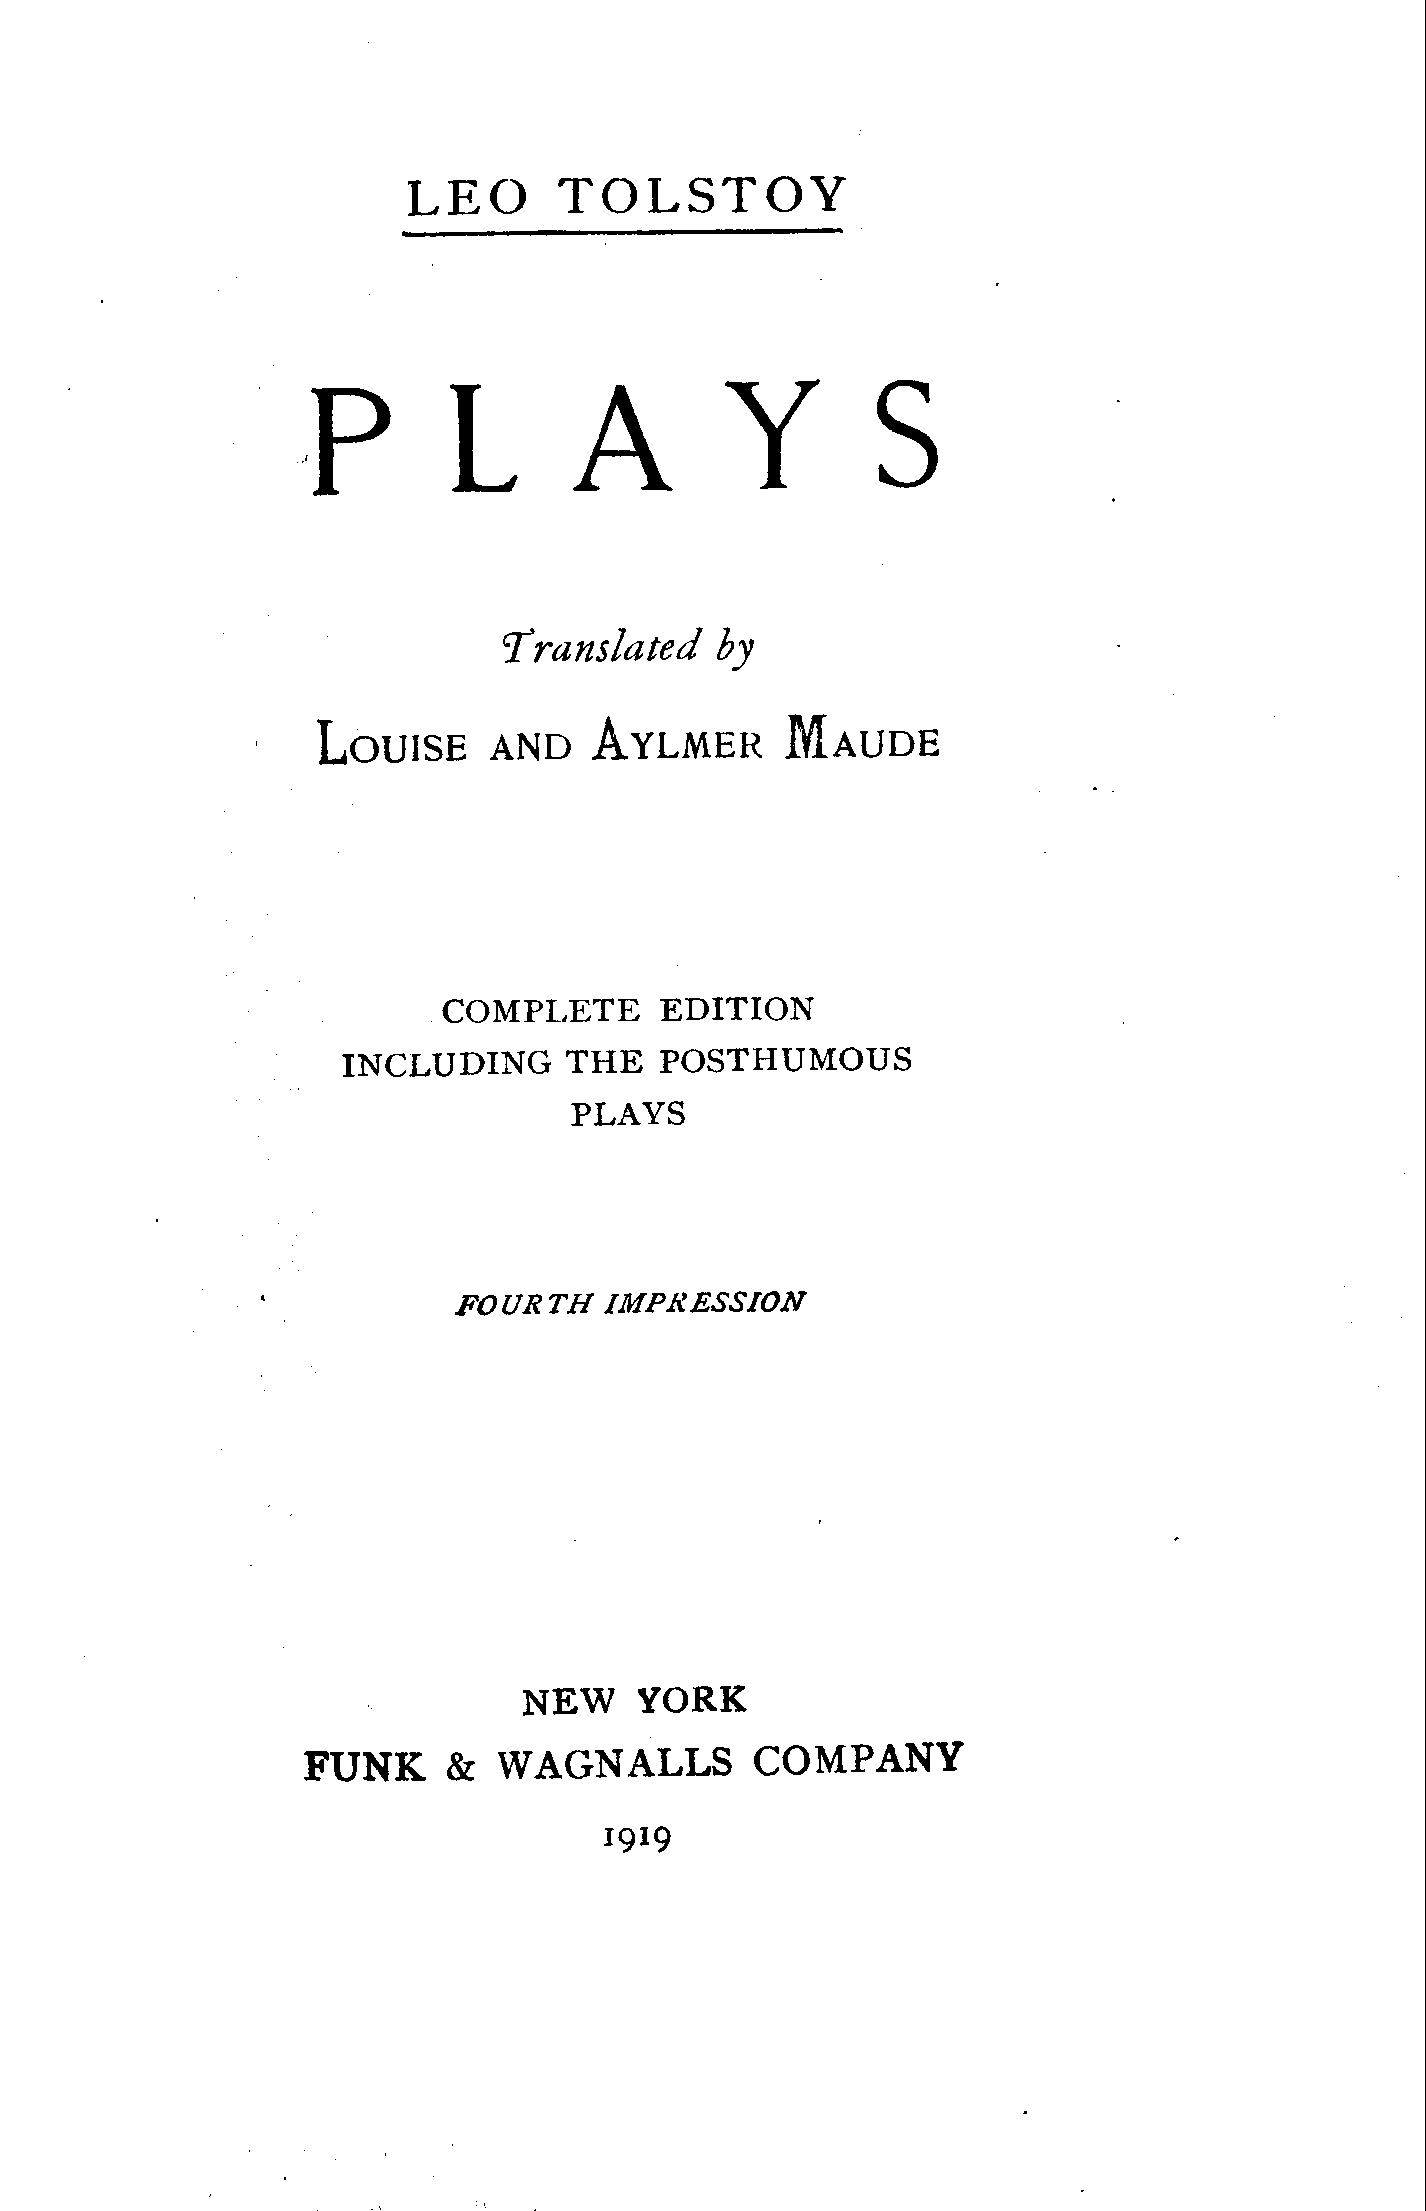 LEO TOLSTOY
PLAYS
Translated by
LOUISE AND AYLMER MAUDE
COMPLETE EDITION
INCLUDING THE POSTHUMOUS
PLAYS
FOURTH IMPRESSION
NEW YORK
FUNK & WAGNALLS COMPANY
1919